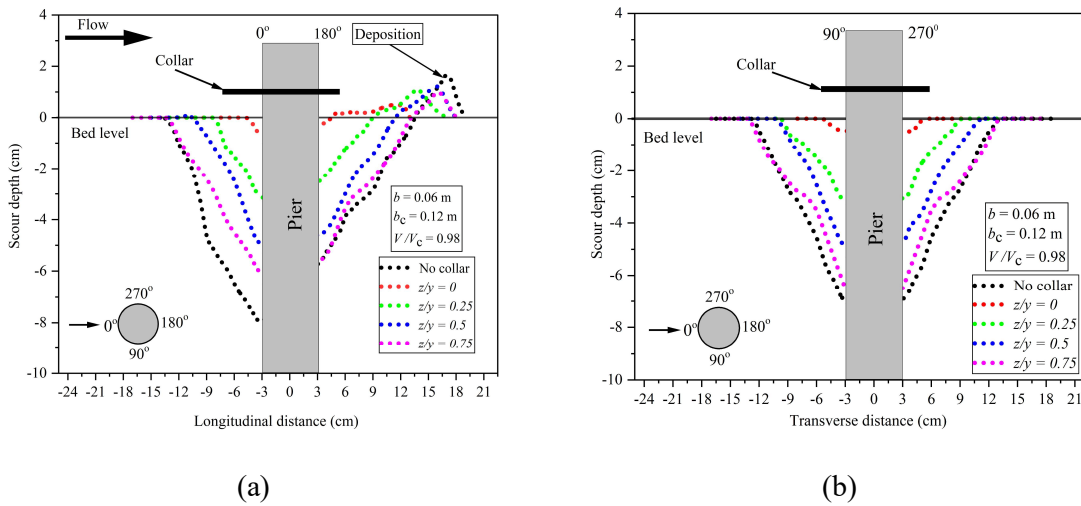 Flow
0°
180°
Deposition
Collar
Bed level
Pier
b = 0.06 m
bc = 0.12 m
V/Vc = 0.98
No collar
z/y = 0
z/y = 0.25
z/y = 0.5
z/y = 0.75
270°
0°
180°
90°
4
2
0
-2
-4
-6
-8
-10
Scour depth (cm)
-24 -21 -18 -15 -12 -9 -6 -3 0 3 6 9 12 15 18 21
Longitudinal distance (cm)
(a)
90°
270°
Collar
Bed level
Pier
b = 0.06 m
bc = 0.12 m
V/Vc = 0.98
No collar
z/y = 0
z/y = 0.25
z/y = 0.5
z/y = 0.75
270°
0°
180°
90°
4
2
0
-2
-4
-6
-8
-10
Scour depth (cm)
-24 -21 -18 -15 -12 -9 -6 -3 0 3 6 9 12 15 18 21
Transverse distance (cm)
(b)